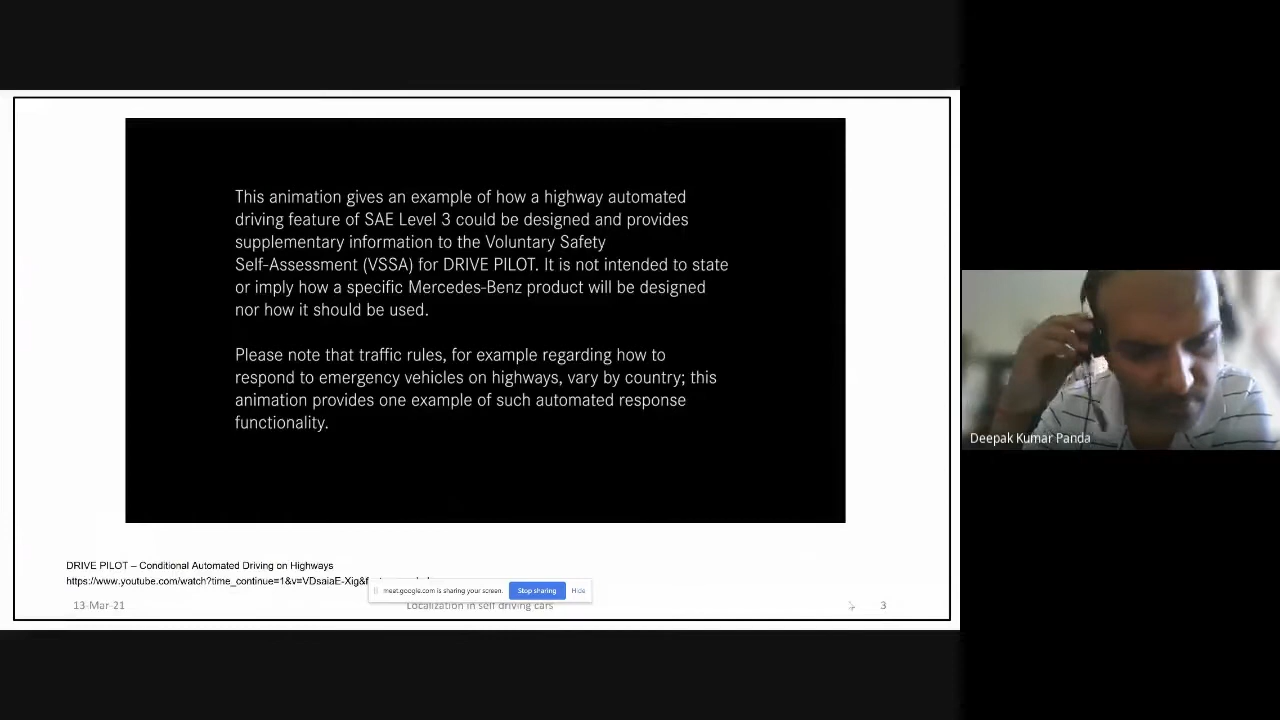 This animation gives an example of how a highway automated
driving feature of SAE Level 3 could be designed and provides
supplementary information to the Voluntary Safety
Self-Assessment (VSSA) for DRIVE PILOT. It is not intended to state
or imply how a specific Mercedes-Benz product will be designed
nor how it should be used.
Please note that traffic rules, for example regarding how to
respond to emergency vehicles on highways, vary by country; this
animation provides one example of such automated response
functionality.
Deepak Kumar Panda
DRIVE PILOT – Conditional Automated Driving on Highways
https://www.youtube.com/watch?time_continue=1&v=VDsaiaE-Xig&f
meet.google.com is sharing your screen. Stop sharing Hide
13-Mar-21 Localization in self driving cars 3